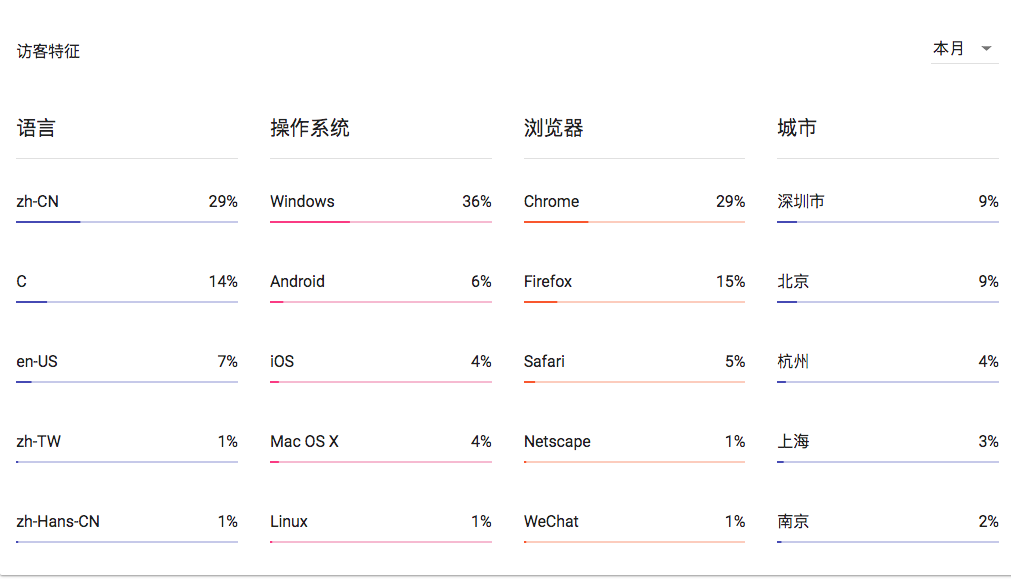 访客特征
本月
语言 操作系统 浏览器 城市
zh-CN 29% Windows 36% Chrome 29% 深圳市 9%
C 14% Android 6% Firefox 15% 北京 9%
en-US 7% iOS 4% Safari 5% 杭州 4%
zh-TW 1% Mac OS X 4% Netscape 1% 上海 3%
zh-Hans-CN 1% Linux 1% WeChat 1% 南京 2%